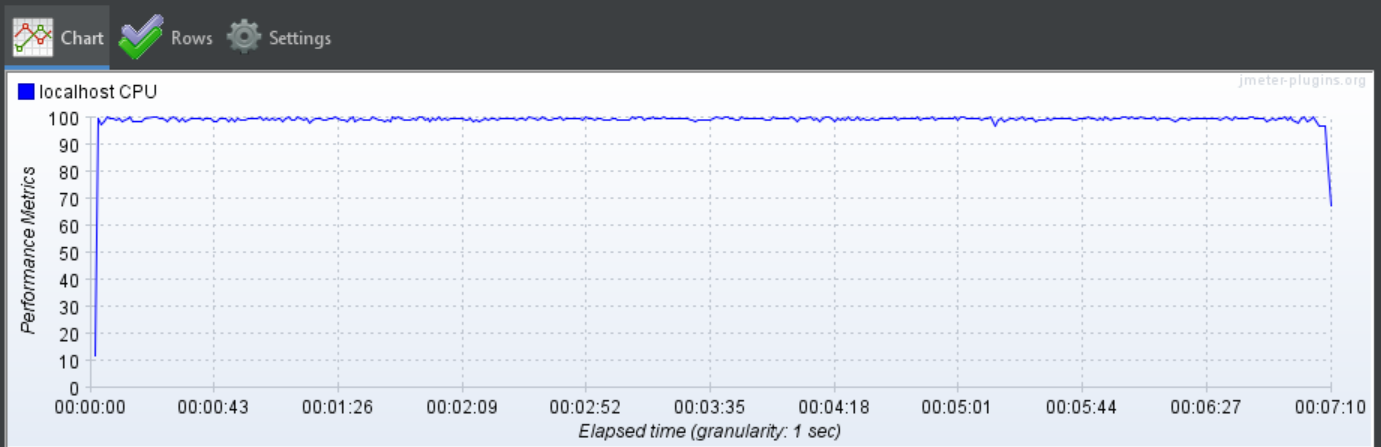 Chart Rows Settings
jmeter-plugins.org
localhost CPU
100
90
80
70
60
50
40
30
20
10
0
Performance Metrics
00:00:00 00:00:43 00:01:26 00:02:09 00:02:52 00:03:35 00:04:18 00:05:01 00:05:44 00:06:27 00:07:10
Elapsed time (granularity: 1 sec)